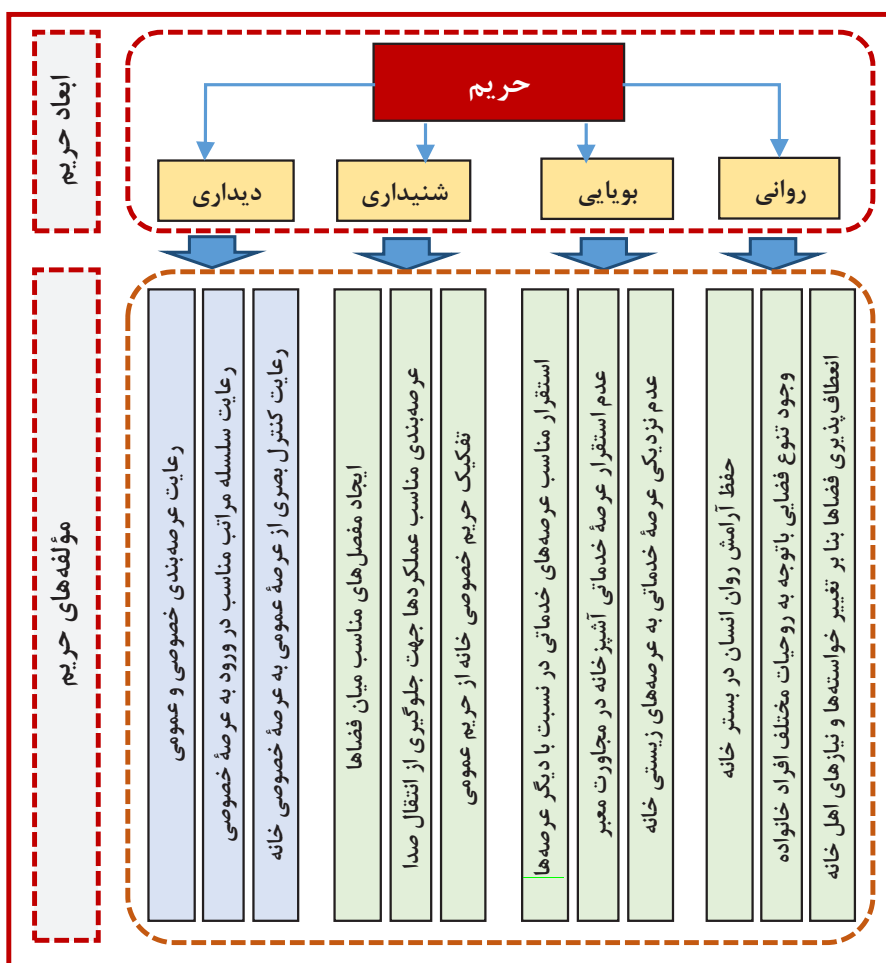 ابعاد حریم
حریم
روانی
بویایی
شنیداری
دیداری
مؤلفه‌های حریم
انعطاف‌پذیری فضاها بنا بر تغییر خواسته‌ها و نیازهای اهل خانه
وجود تنوع فضایی باتوجه به روحیات مختلف افراد خانواده
حفظ آرامش روان انسان در بستر خانه
عدم نزدیکی عرصهٔ خدماتی به عرصه‌های زیستی خانه
عدم استقرار عرصهٔ خدماتی آشپزخانه در مجاورت معبر
استقرار مناسب عرصه‌های خدماتی در نسبت با دیگر عرصه‌ها
تفکیک حریم خصوصی خانه از حریم عمومی
عرصه‌بندی مناسب عملکردها جهت جلوگیری از انتقال صدا
ایجاد مفصل‌های مناسب میان فضاها
رعایت کنترل بصری از عرصهٔ عمومی به عرصهٔ خصوصی خانه
رعایت سلسله مراتب مناسب در ورود به عرصهٔ خصوصی
رعایت عرصه‌بندی خصوصی و عمومی